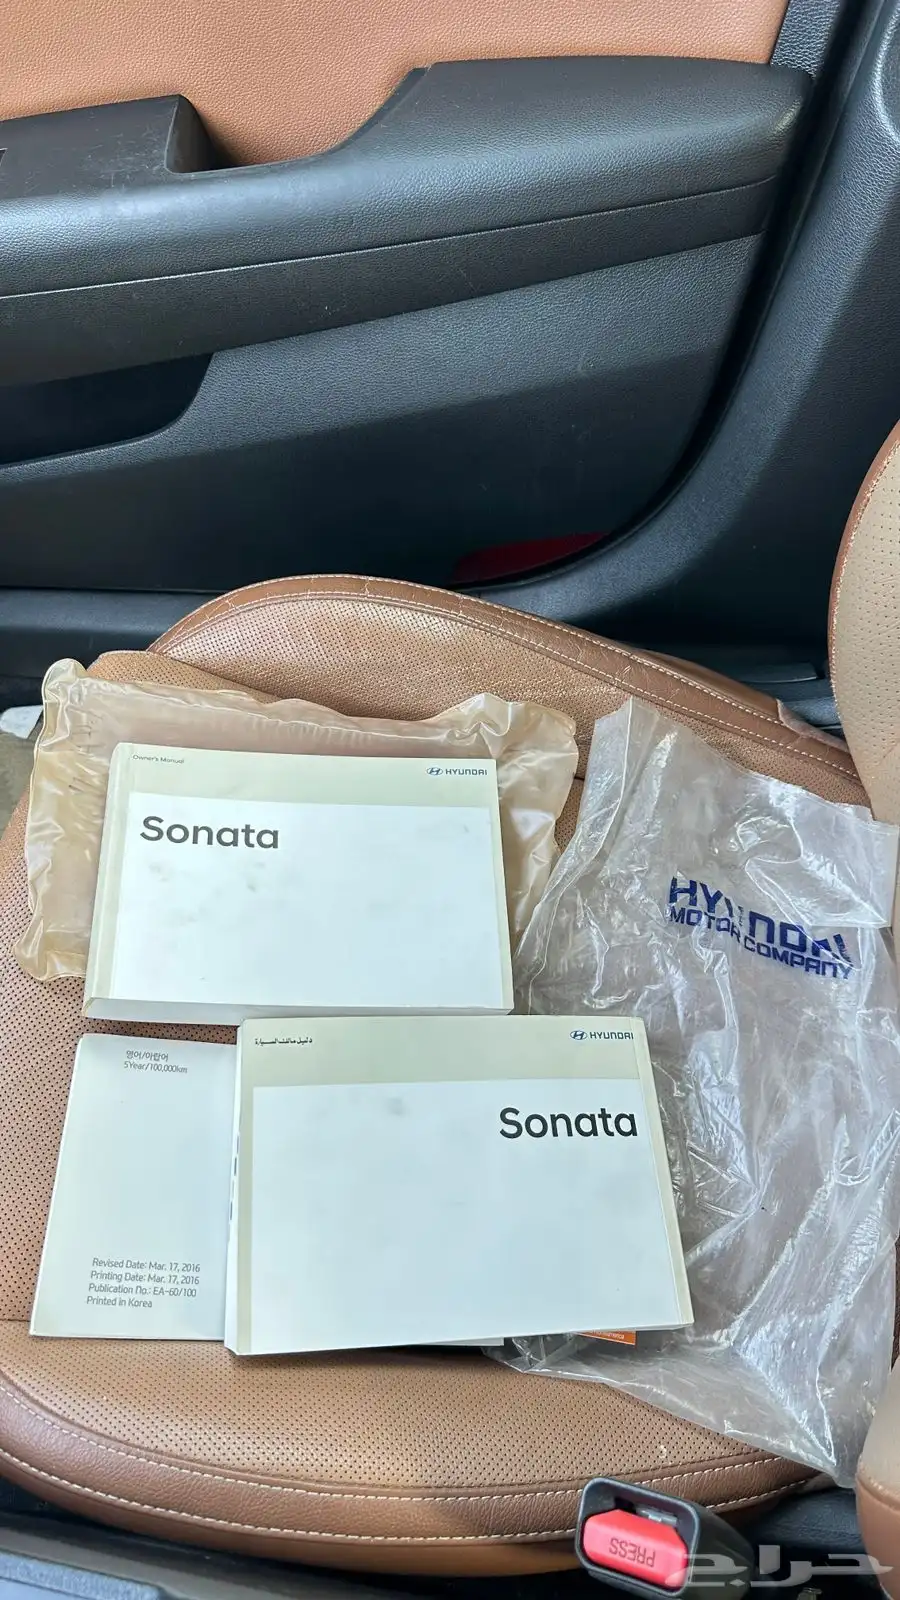 Owner's Manual
HYUNDAI
Sonata
HYUNDAI
MOTOR COMPANY
영어/아랍어
5Year/100,000km
Revised Date: Mar. 17, 2016
Printing Date: Mar. 17, 2016
Publication no.: EA-60/100
Printed in Korea
دليل مالك السيارة
HYUNDAI
Sonata
PRESS
حراج